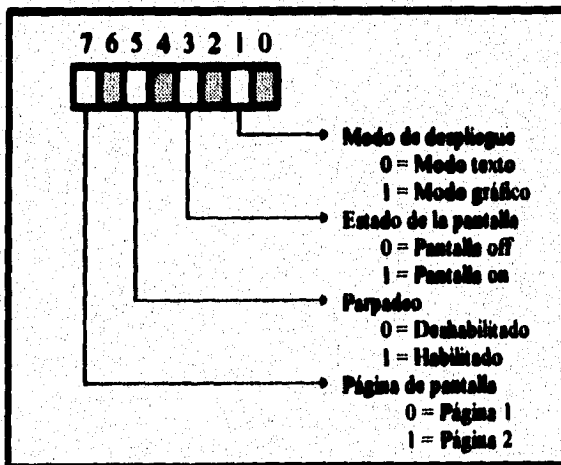 7 6 5 4 3 2 1 0
Modo de despliegue
0 = Modo texto
1 = Modo gráfico
Estado de la pantalla
0 = Pantalla off
1 = Pantalla on
Parpadeo
0 = Deshabilitado
1 = Habilitado
Página de pantalla
0 = Página 1
1 = Página 2